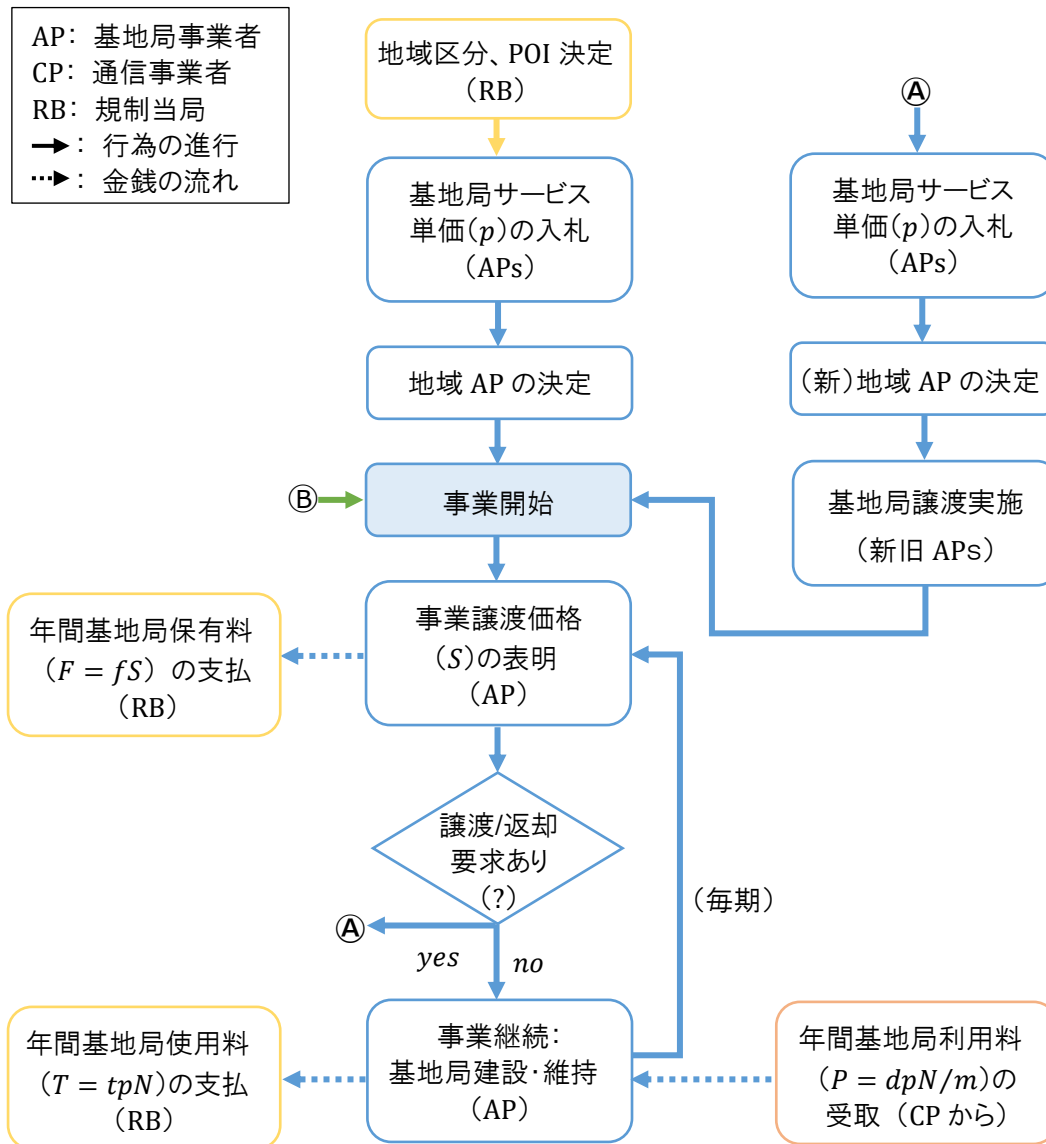 AP： 基地局事業者
CP： 通信事業者
RB： 規制当局
： 行為の進行
： 金銭の流れ
地域区分、POI 決定
（RB）
基地局サービス
単価(p)の入札
（APs）
地域 AP の決定
Ⓑ
事業開始
事業譲渡価格
（S）の表明
（AP）
年間基地局保有料
（F = fS）の支払
（RB）
譲渡/返却
要求あり
(?)
Ⓐ
yes
no
（毎期）
事業継続：
基地局建設・維持
（AP）
年間基地局使用料
（T = tpN）の支払
（RB）
年間基地局利用料
（P = dpN/m）の
受取（CP から）
Ⓐ
基地局サービス
単価(p)の入札
（APs）
（新）地域 AP の決定
基地局譲渡実施
（新旧 APs）